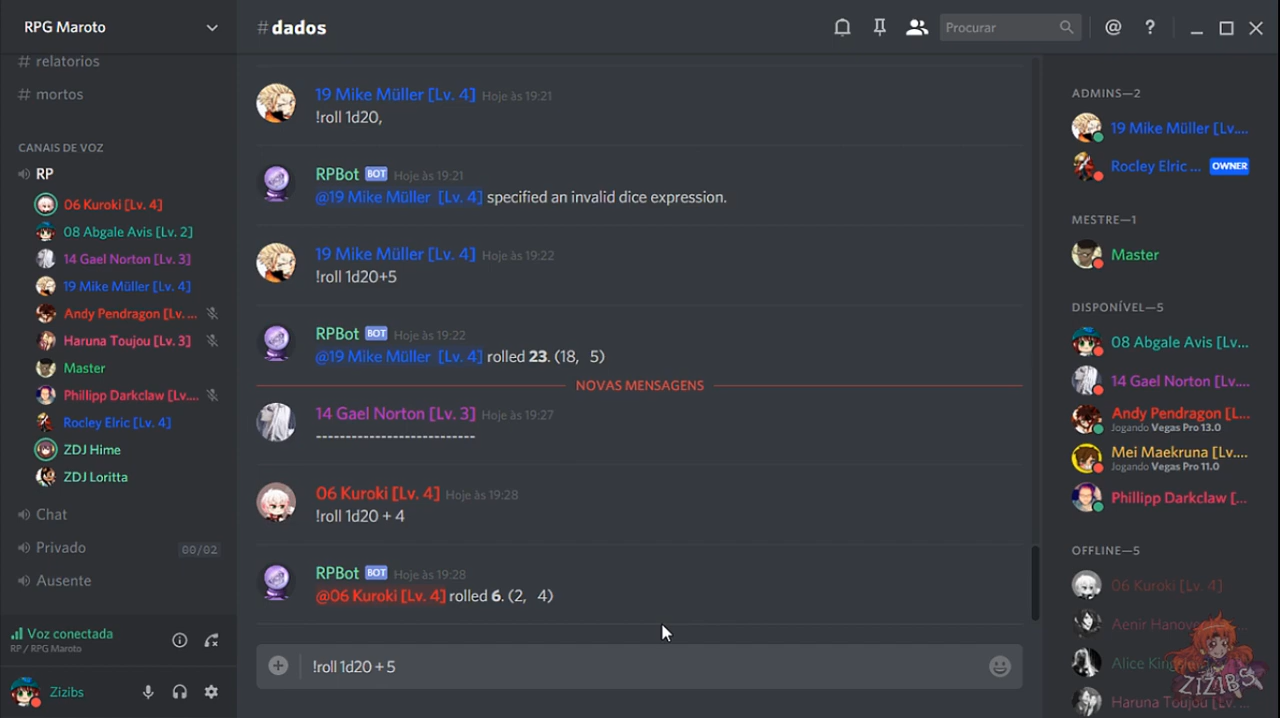 RPG Maroto
# relatorios
# mortos
CANAIS DE VOZ
RP
06 Kuroki [Lv. 4]
08 Abgale Avis [Lv. 2]
14 Gael Norton [Lv. 3]
19 Mike Müller [Lv. 4]
Andy Pendragon [Lv. ...
Haruna Toujou [Lv. 3]
Master
Phillipp Darkclaw [Lv....
Rocley Elric [Lv. 4]
ZDJ Hime
ZDJ Loritta
Chat
Privado 00/02
Ausente
Voz conectada
RP / RPG Maroto
Zizibs
#dados
Procurar
19 Mike Müller [Lv. 4] Hoje às 19:21
!roll 1d20,
RPBot BOT Hoje às 19:21
@19 Mike Müller [Lv. 4] specified an invalid dice expression.
19 Mike Müller [Lv. 4] Hoje às 19:22
!roll 1d20+5
RPBot BOT Hoje às 19:22
@19 Mike Müller [Lv. 4] rolled 23. (18, 5)
NOVAS MENSAGENS
14 Gael Norton [Lv. 3] Hoje às 19:27
---------------------------
06 Kuroki [Lv. 4] Hoje às 19:28
!roll 1d20 + 4
RPBot BOT Hoje às 19:28
@06 Kuroki [Lv. 4] rolled 6. (2, 4)
!roll 1d20 + 5
ADMINS—2
19 Mike Müller [Lv....
Rocley Elric ... OWNER
MESTRE—1
Master
DISPONÍVEL—5
08 Abgale Avis [Lv...
14 Gael Norton [Lv....
Andy Pendragon [L...
Jogando Vegas Pro 13.0
Mei Maekruna [Lv....
Jogando Vegas Pro 11.0
Phillipp Darkclaw [...
OFFLINE—5
06 Kuroki [Lv. 4]
Aenir Hanove
Alice King
Haruna Toujou [Lv...
ZIZIBS